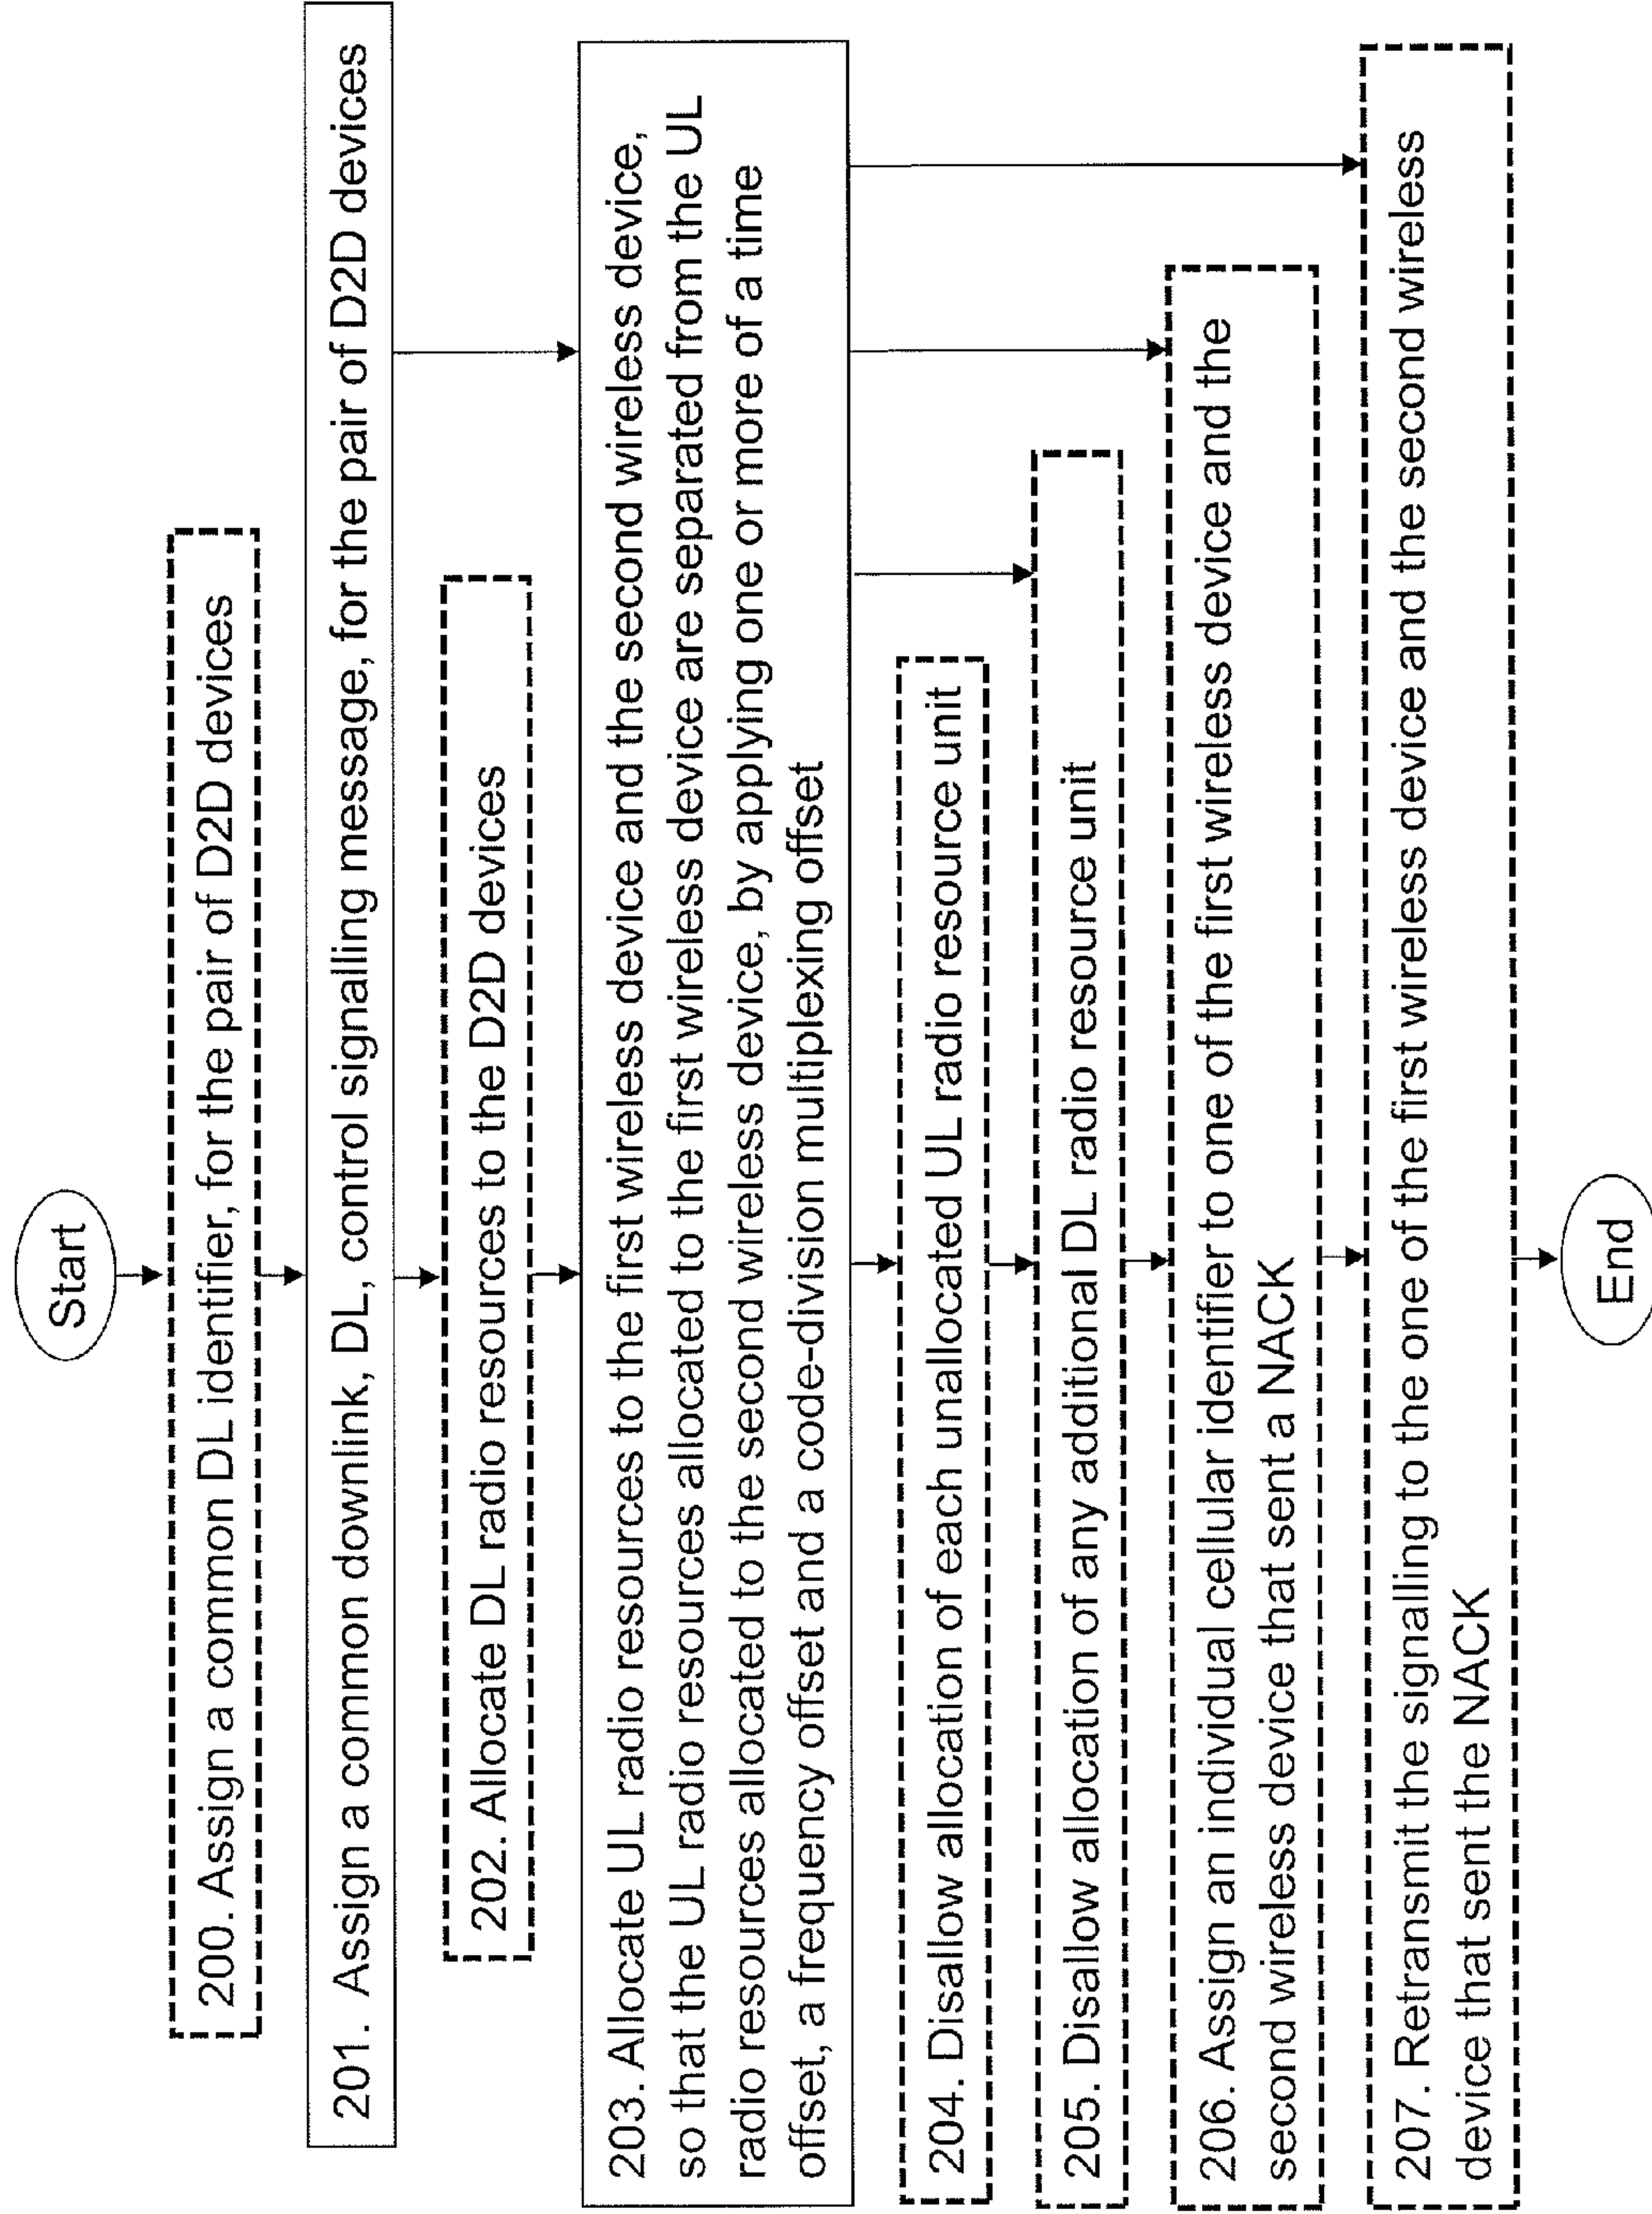 Start
200. Assign a common DL identifier, for the pair of D2D devices
201. Assign a common downlink, DL, control signalling message, for the pair of D2D devices
202. Allocate DL radio resources to the D2D devices
203. Allocate UL radio resources to the first wireless device and the second wireless device,
so that the UL radio resources allocated to the first wireless device are separated from the UL
radio resources allocated to the second wireless device, by applying one or more of a time
offset, a frequency offset and a code-division multiplexing offset
204. Disallow allocation of each unallocated UL radio resource unit
205. Disallow allocation of any additional DL radio resource unit
206. Assign an individual cellular identifier to one of the first wireless device and the
second wireless device that sent a NACK
207. Retransmit the signalling to the one of the first wireless device and the second wireless
device that sent the NACK
End